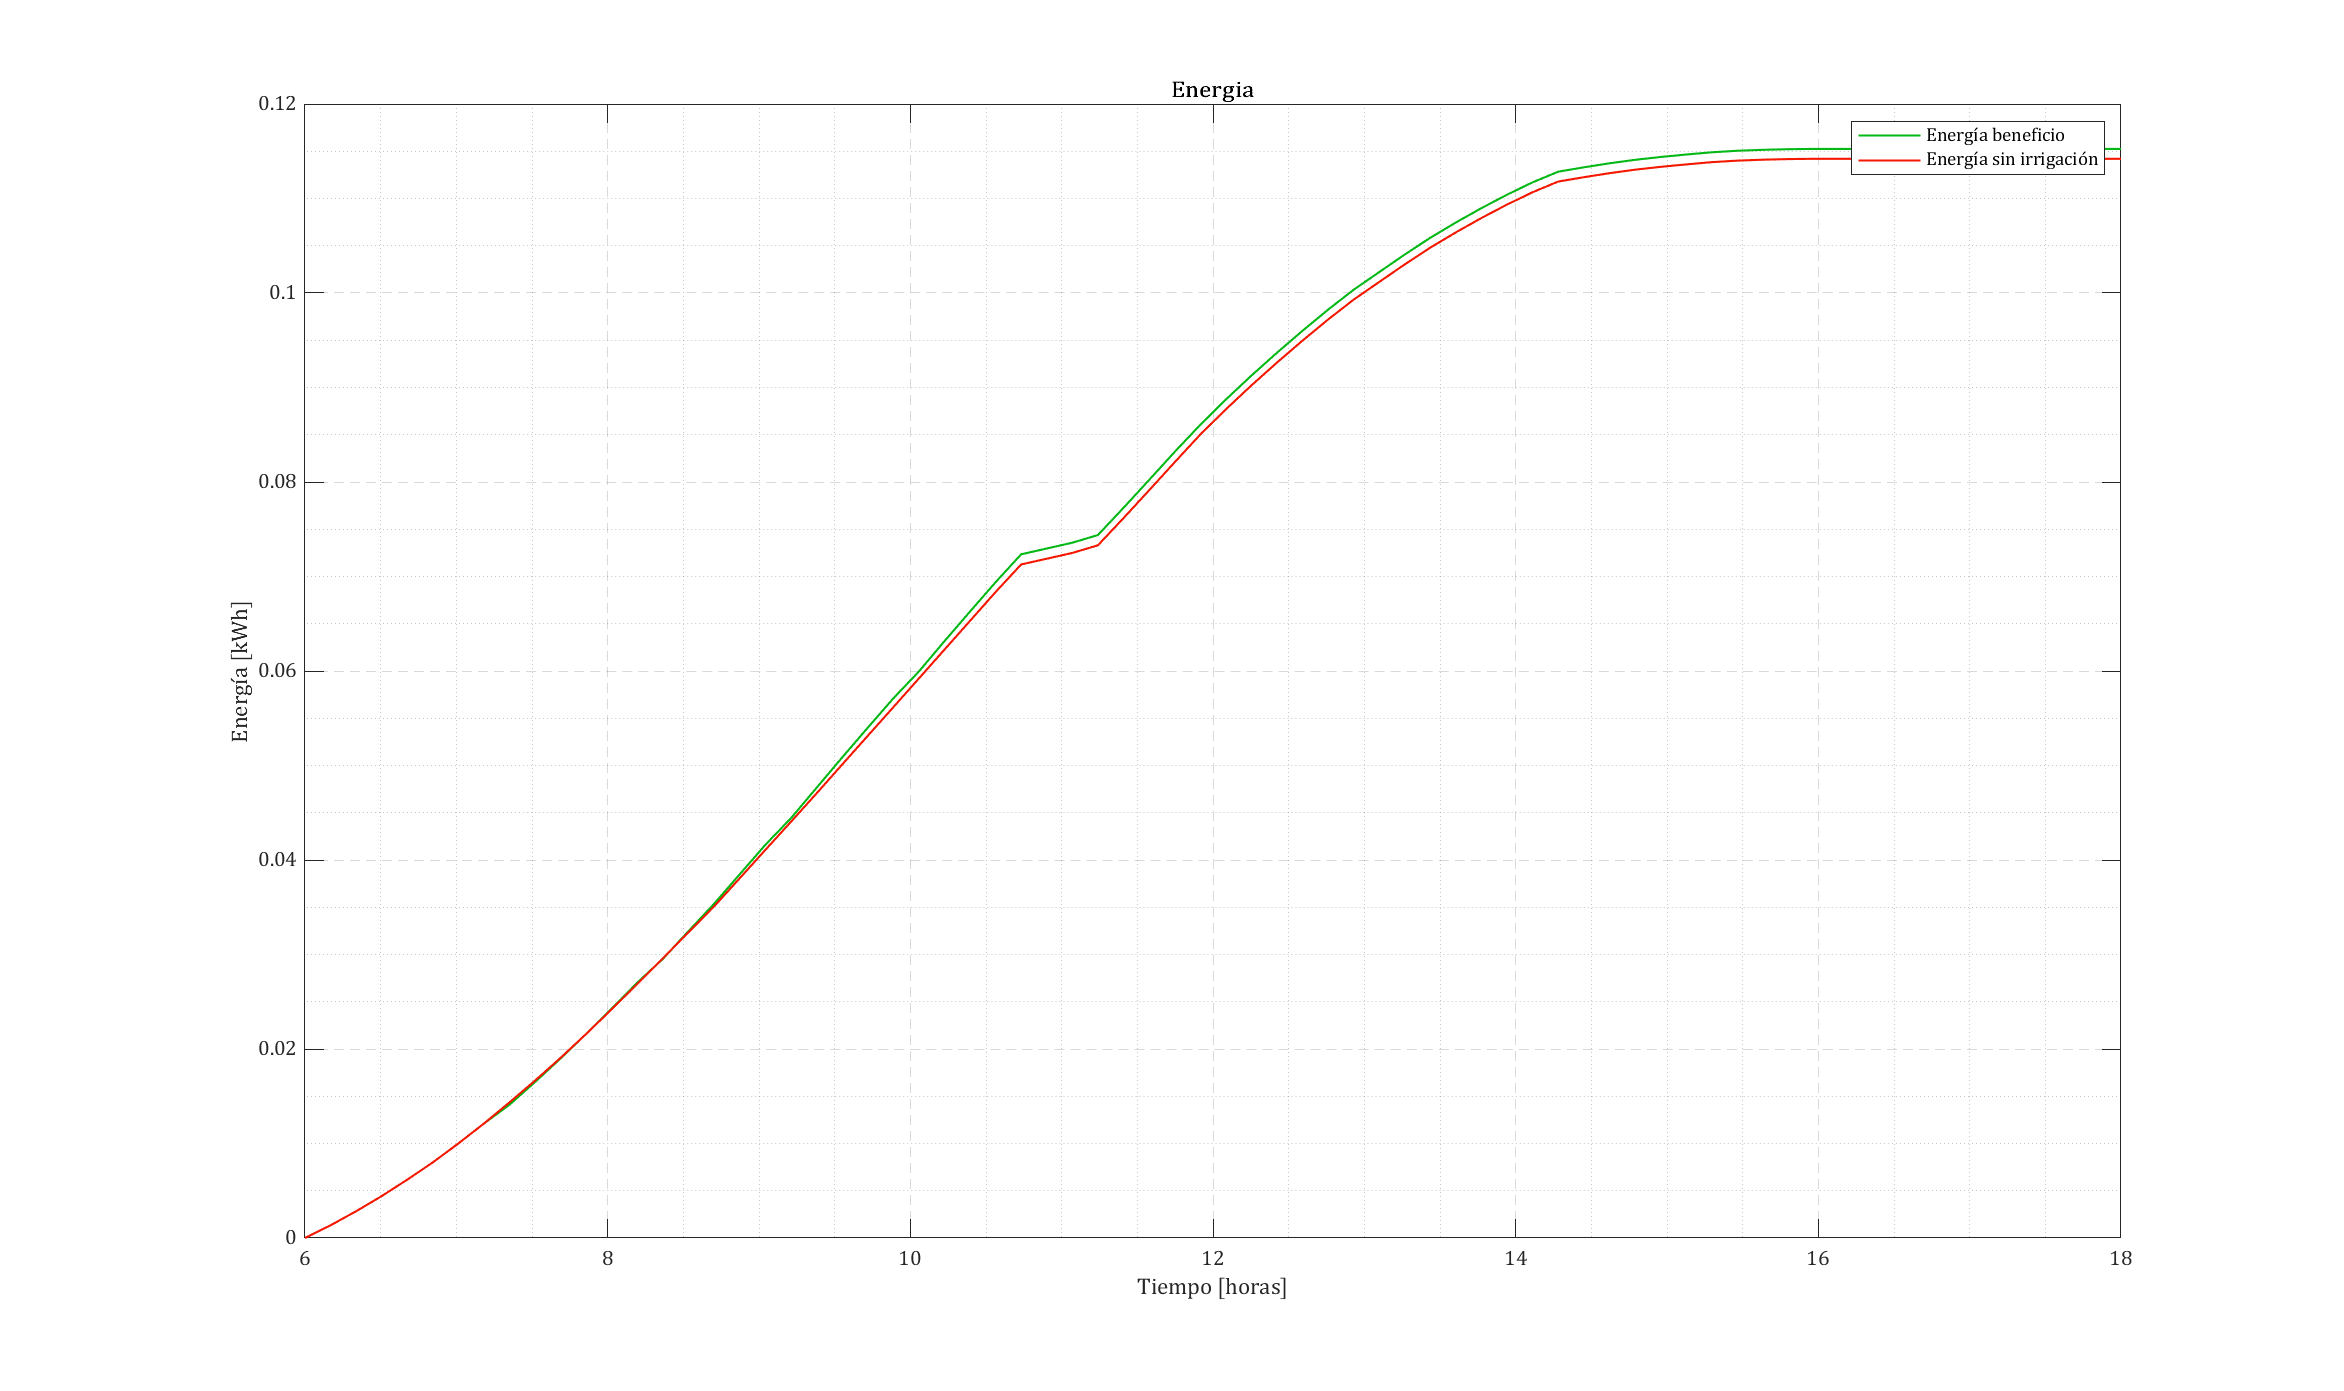 Energia
0.12
0.1
0.08
0.06
0.04
0.02
0
Energía [kWh]
6 8 10 12 14 16 18
Tiempo [horas]
Energía beneficio
Energía sin irrigación